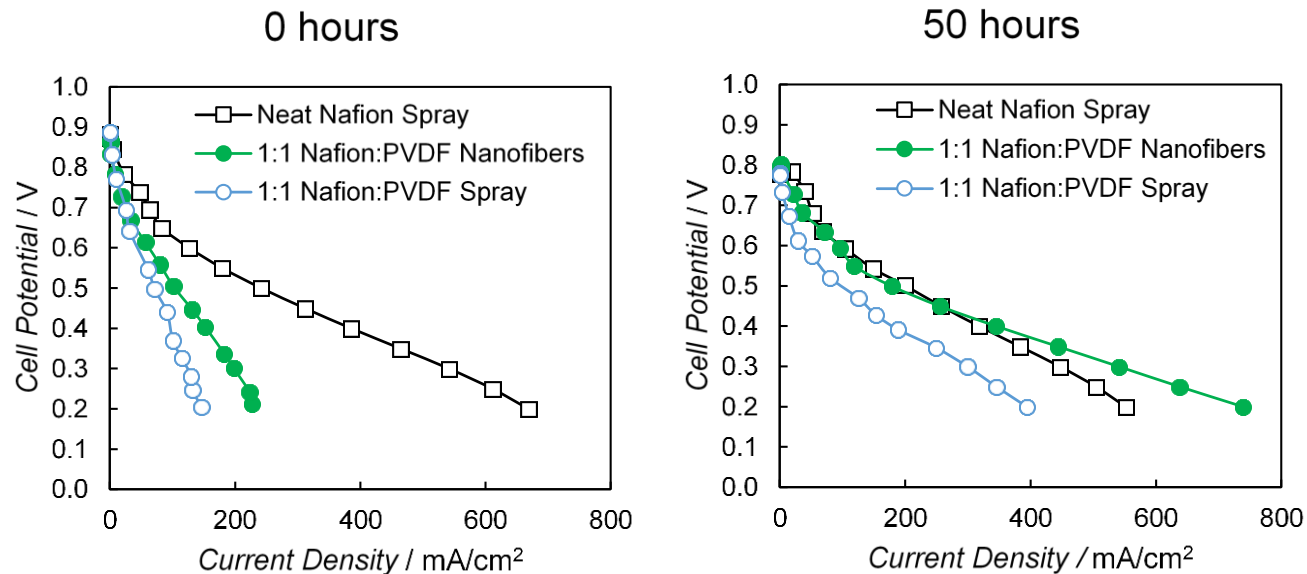 0 hours
Cell Potential / V
1.0
0.9
0.8
0.7
0.6
0.5
0.4
0.3
0.2
0.1
0.0
Neat Nafion Spray
1:1 Nafion:PVDF Nanofibers
1:1 Nafion:PVDF Spray
0 200 400 600 800
Current Density / mA/cm²
50 hours
Cell Potential / V
1.0
0.9
0.8
0.7
0.6
0.5
0.4
0.3
0.2
0.1
0.0
Neat Nafion Spray
1:1 Nafion:PVDF Nanofibers
1:1 Nafion:PVDF Spray
0 200 400 600 800
Current Density / mA/cm²